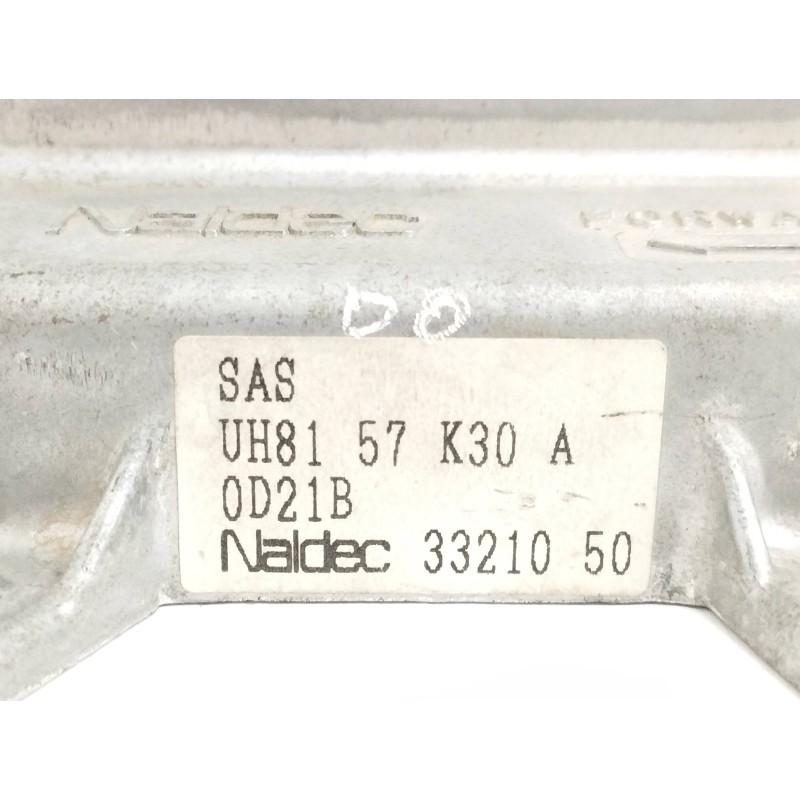 Naldec
DO
SAS
UH81 57 K30 A
0D21B
Naldec 33210 50